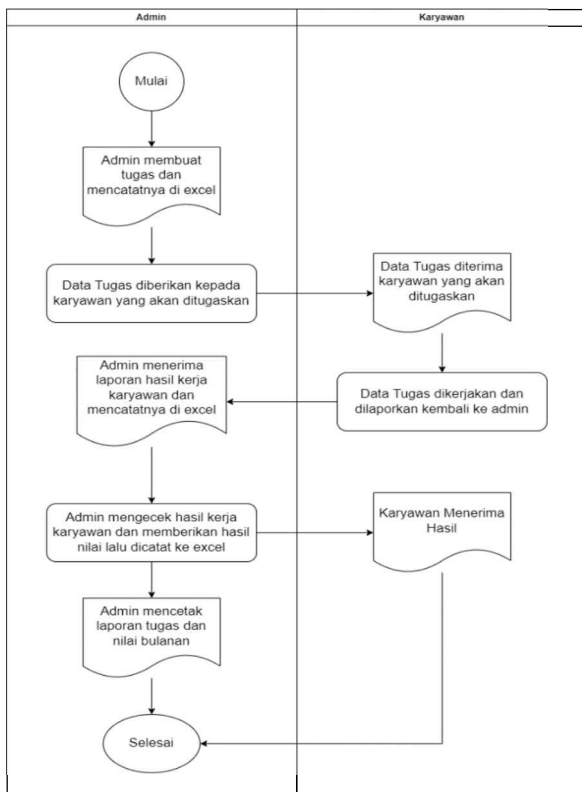 Admin
Karyawan
Mulai
Admin membuat
tugas dan
mencatatnya di excel
Data Tugas diberikan kepada
karyawan yang akan ditugaskan
Data Tugas diterima
karyawan yang akan
ditugaskan
Data Tugas dikerjakan dan
dilaporkan kembali ke admin
Admin menerima
laporan hasil kerja
karyawan dan
mencatatnya di excel
Admin mengecek hasil kerja
karyawan dan memberikan hasil
nilai lalu dicatat ke excel
Karyawan Menerima
Hasil
Admin mencetak
laporan tugas dan
nilai bulanan
Selesai